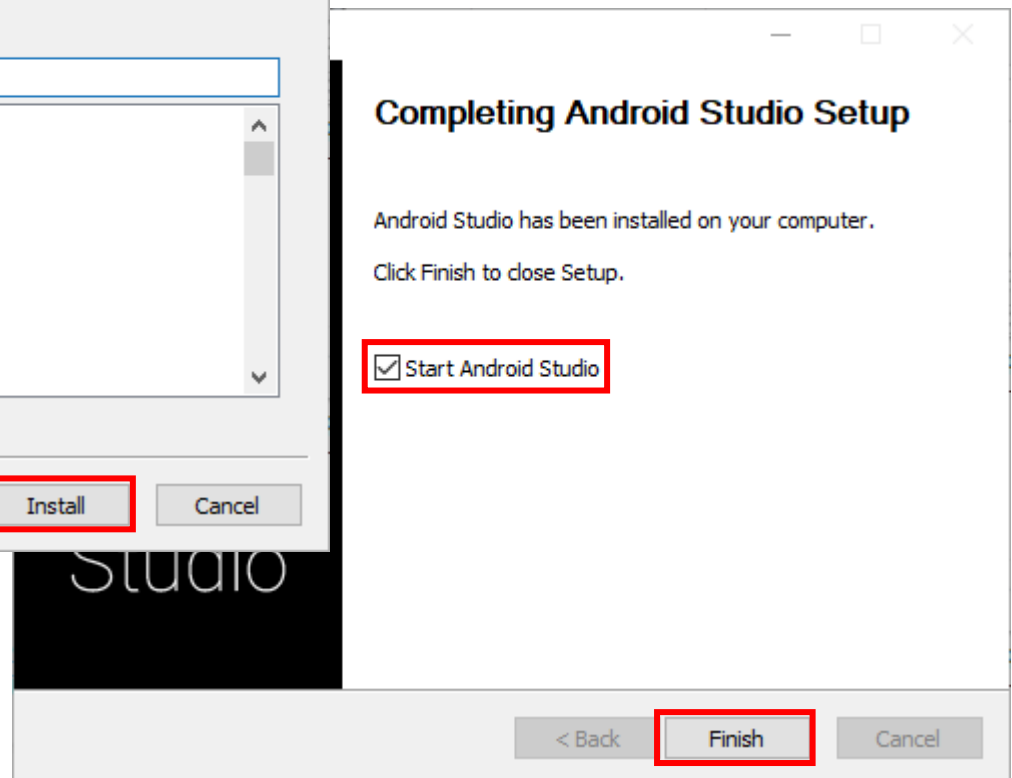 Completing Android Studio Setup
Android Studio has been installed on your computer.
Click Finish to close Setup.
Start Android Studio
Install
Cancel
Studio
< Back
Finish
Cancel